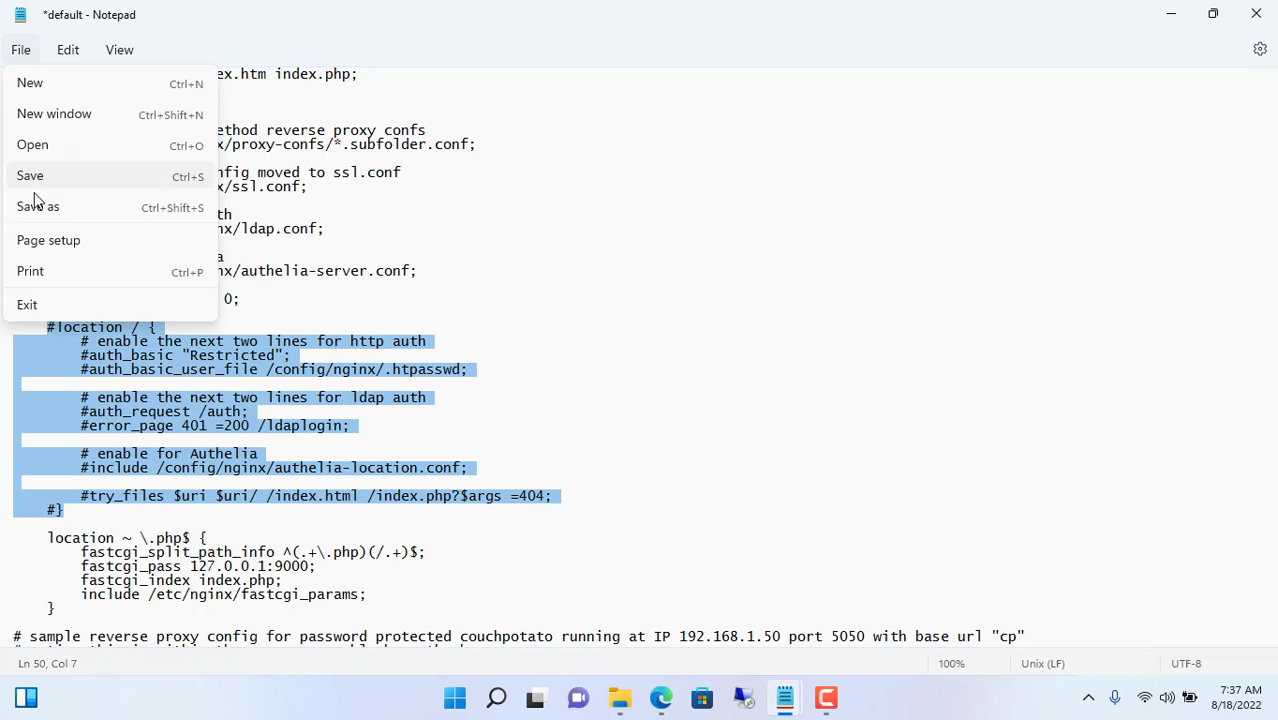 *default - Notepad
File Edit View
New Ctrl+N
New window Ctrl+Shift+N
Open Ctrl+O
Save Ctrl+S
Save as Ctrl+Shift+S
Page setup
Print Ctrl+P
Exit
ex.htm index.php;
ethod reverse proxy confs
x/proxy-confs/*.subfolder.conf;
nfig moved to ssl.conf
x/ssl.conf;
th
nx/ldap.conf;
a
nx/authelia-server.conf;
0;
#location / {
# enable the next two lines for http auth
#auth_basic "Restricted";
#auth_basic_user_file /config/nginx/.htpasswd;
# enable the next two lines for ldap auth
#auth_request /auth;
#error_page 401 =200 /ldaplogin;
# enable for Authelia
#include /config/nginx/authelia-location.conf;
#try_files $uri $uri/ /index.html /index.php?$args =404;
#}
location ~ \.php$ {
fastcgi_split_path_info ^(.+\.php)(/.+)$;
fastcgi_pass 127.0.0.1:9000;
fastcgi_index index.php;
include /etc/nginx/fastcgi_params;
}
# sample reverse proxy config for password protected couchpotato running at IP 192.168.1.50 port 5050 with base url "cp"
Ln 50, Col 7 100% Unix (LF) UTF-8
7:37 AM
8/18/2022